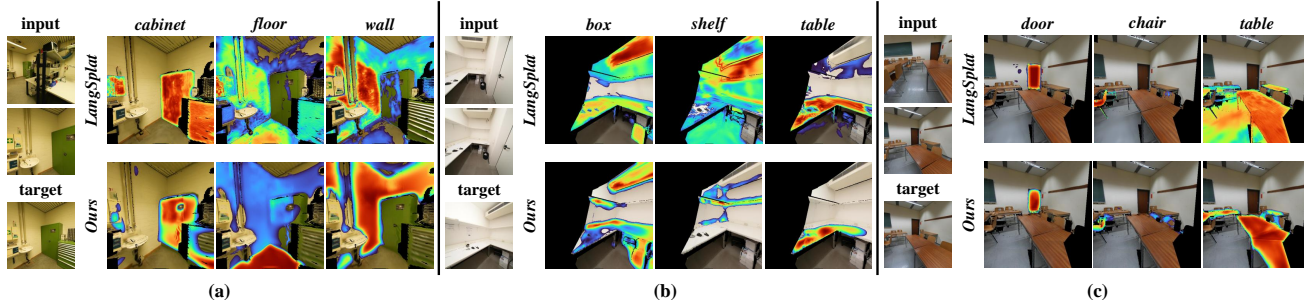 input
cabinet floor wall
LangSplat
target
Ours
(a)
input
box shelf table
LangSplat
target
Ours
(b)
input
door chair table
LangSplat
target
Ours
(c)